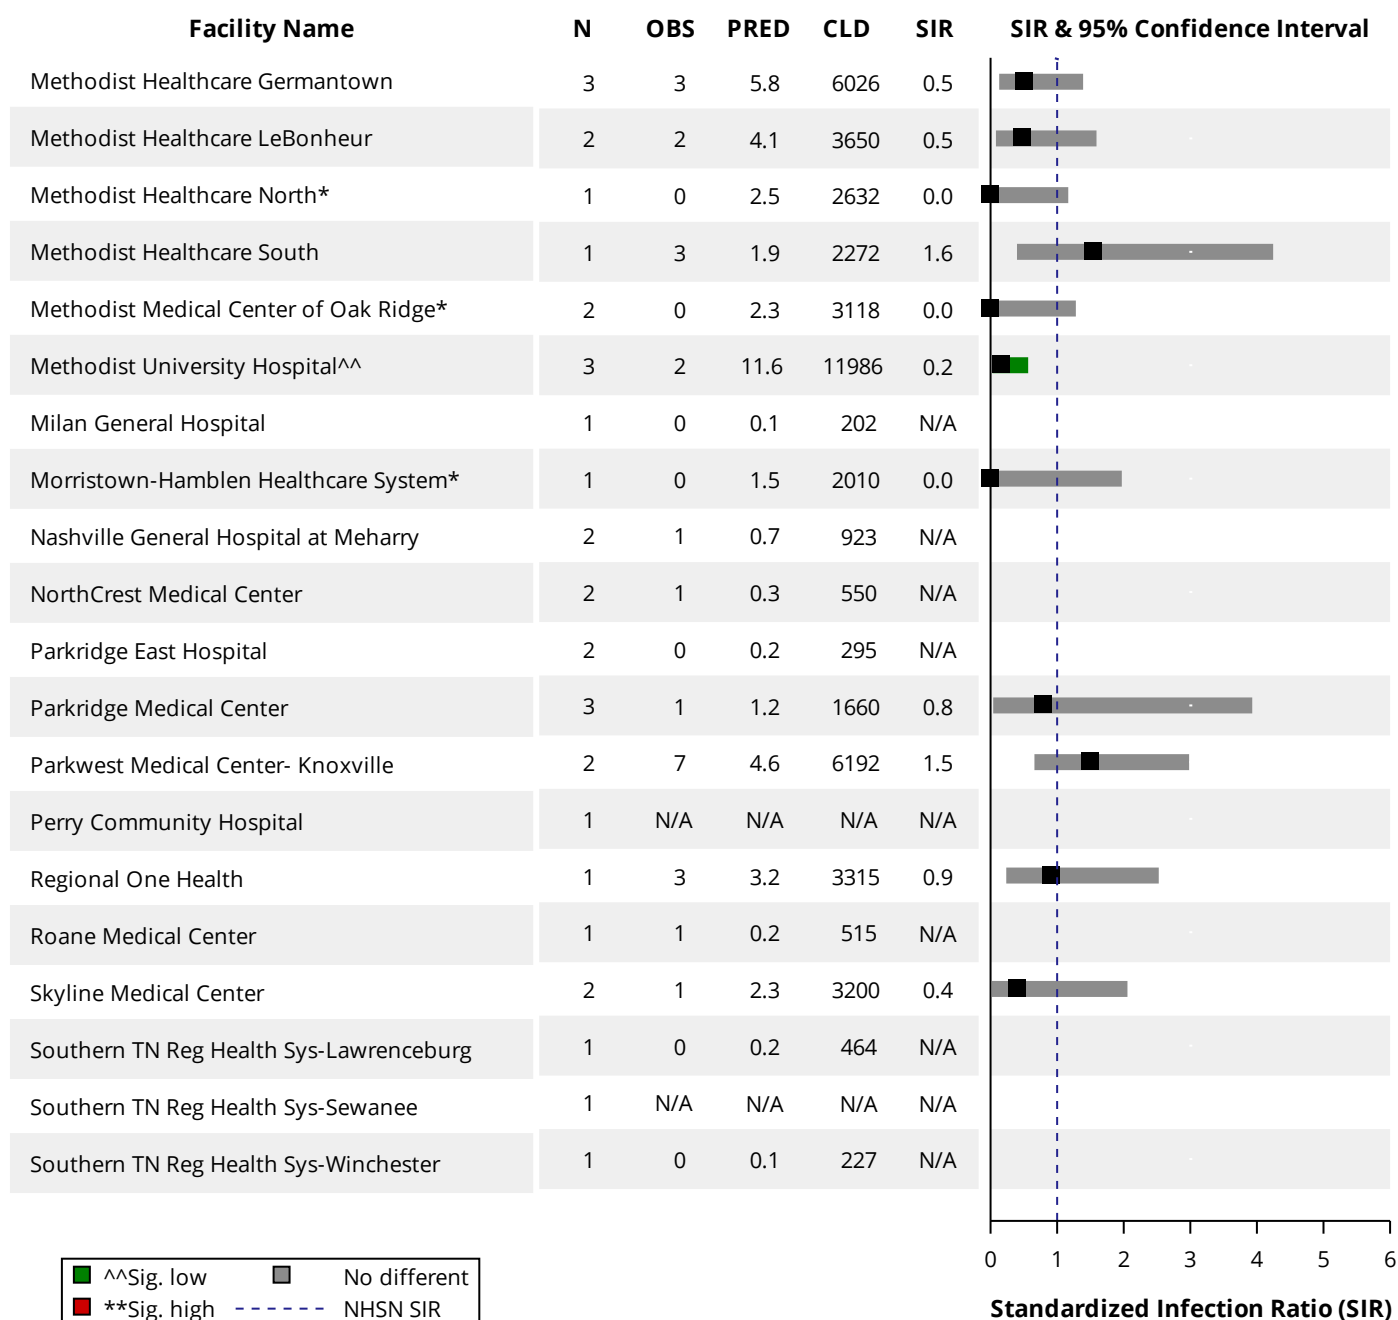 Facility Name N OBS PRED CLD SIR SIR & 95% Confidence Interval
Methodist Healthcare Germantown 3 3 5.8 6026 0.5
Methodist Healthcare LeBonheur 2 2 4.1 3650 0.5
Methodist Healthcare North* 1 0 2.5 2632 0.0
Methodist Healthcare South 1 3 1.9 2272 1.6
Methodist Medical Center of Oak Ridge* 2 0 2.3 3118 0.0
Methodist University Hospital^^ 3 2 11.6 11986 0.2
Milan General Hospital 1 0 0.1 202 N/A
Morristown-Hamblen Healthcare System* 1 0 1.5 2010 0.0
Nashville General Hospital at Meharry 2 1 0.7 923 N/A
NorthCrest Medical Center 2 1 0.3 550 N/A
Parkridge East Hospital 2 0 0.2 295 N/A
Parkridge Medical Center 3 1 1.2 1660 0.8
Parkwest Medical Center- Knoxville 2 7 4.6 6192 1.5
Perry Community Hospital 1 N/A N/A N/A N/A
Regional One Health 1 3 3.2 3315 0.9
Roane Medical Center 1 1 0.2 515 N/A
Skyline Medical Center 2 1 2.3 3200 0.4
Southern TN Reg Health Sys-Lawrenceburg 1 0 0.2 464 N/A
Southern TN Reg Health Sys-Sewanee 1 N/A N/A N/A N/A
Southern TN Reg Health Sys-Winchester 1 0 0.1 227 N/A
0 1 2 3 4 5 6
^^Sig. low No different
**Sig. high NHSN SIR
Standardized Infection Ratio (SIR)